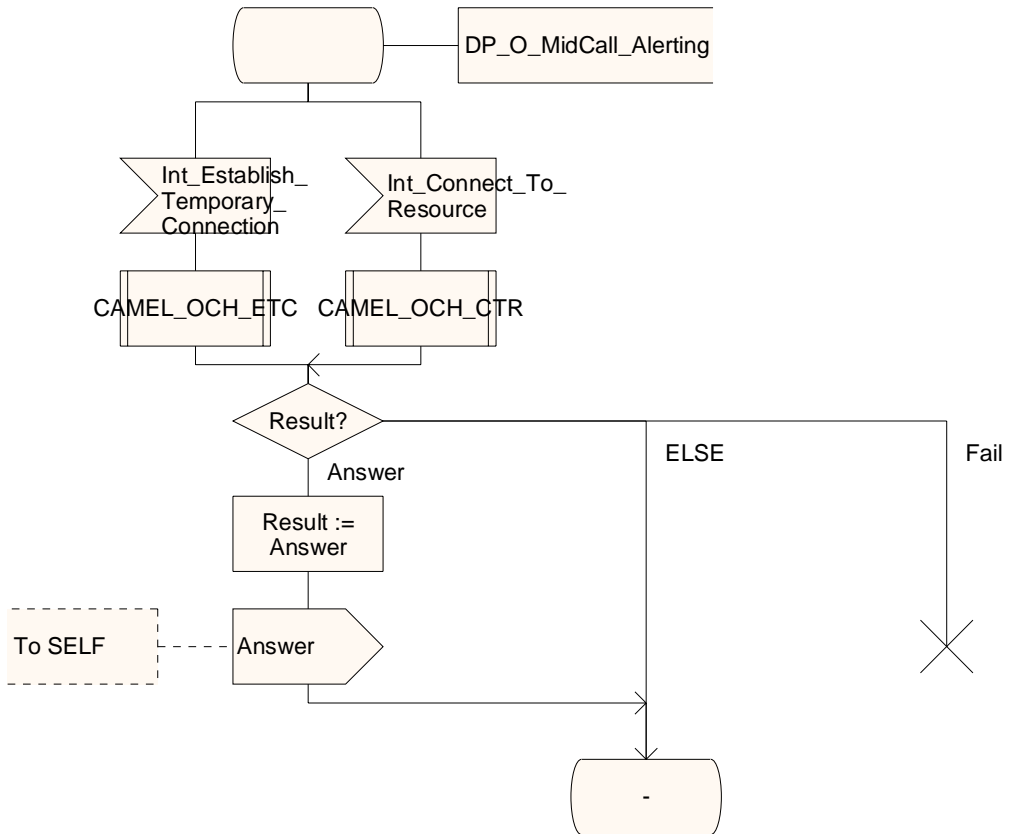 DP_O_MidCall_Alerting
Int_Establish_
Temporary_
Connection
Int_Connect_To_
Resource
CAMEL_OCH_ETC
CAMEL_OCH_CTR
Result?
ELSE
Fail
Answer
Result :=
Answer
To SELF
Answer
-